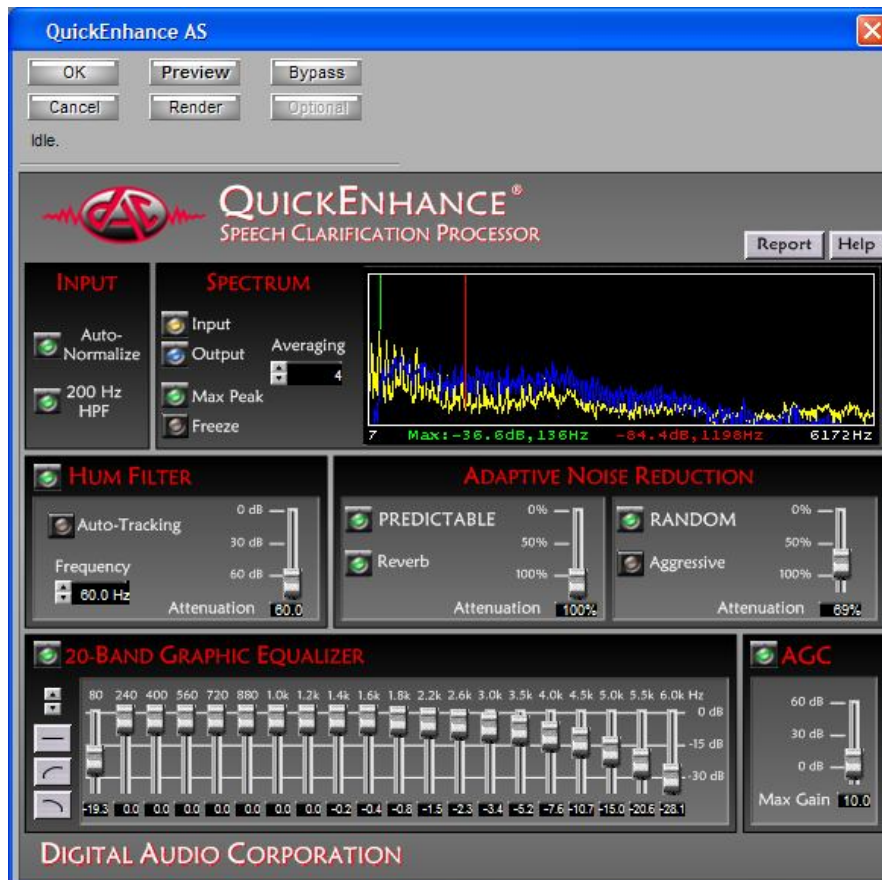 QuickEnhance AS
OK Preview Bypass
Cancel Render Optional
Idle.
DAC
QUICKENHANCE®
SPEECH CLARIFICATION PROCESSOR
Report Help
INPUT
Auto-
Normalize
200 Hz
HPF
SPECTRUM
Input
Output
Max Peak
Freeze
Averaging
4
7 Max:-36.6dB,136Hz -84.4dB,1198Hz 6172Hz
HUM FILTER
Auto-Tracking
Frequency
60.0 Hz
0 dB
30 dB
60 dB
Attenuation 60.0
ADAPTIVE NOISE REDUCTION
PREDICTABLE
Reverb
0%
50%
100%
Attenuation 100%
RANDOM
Aggressive
0%
50%
100%
Attenuation 69%
20-BAND GRAPHIC EQUALIZER
80 240 400 560 720 880 1.0k 1.2k 1.4k 1.6k 1.8k 2.2k 2.6k 3.0k 3.5k 4.0k 4.5k 5.0k 5.5k 6.0k Hz
0 dB
-15 dB
-30 dB
-19.3 0.0 0.0 0.0 0.0 0.0 0.0 0.0 -0.2 -0.4 -0.8 -1.5 -2.3 -3.4 -5.2 -7.6 -10.7 -15.0 -20.6 -28.1
AGC
60 dB
30 dB
0 dB
Max Gain 10.0
DIGITAL AUDIO CORPORATION